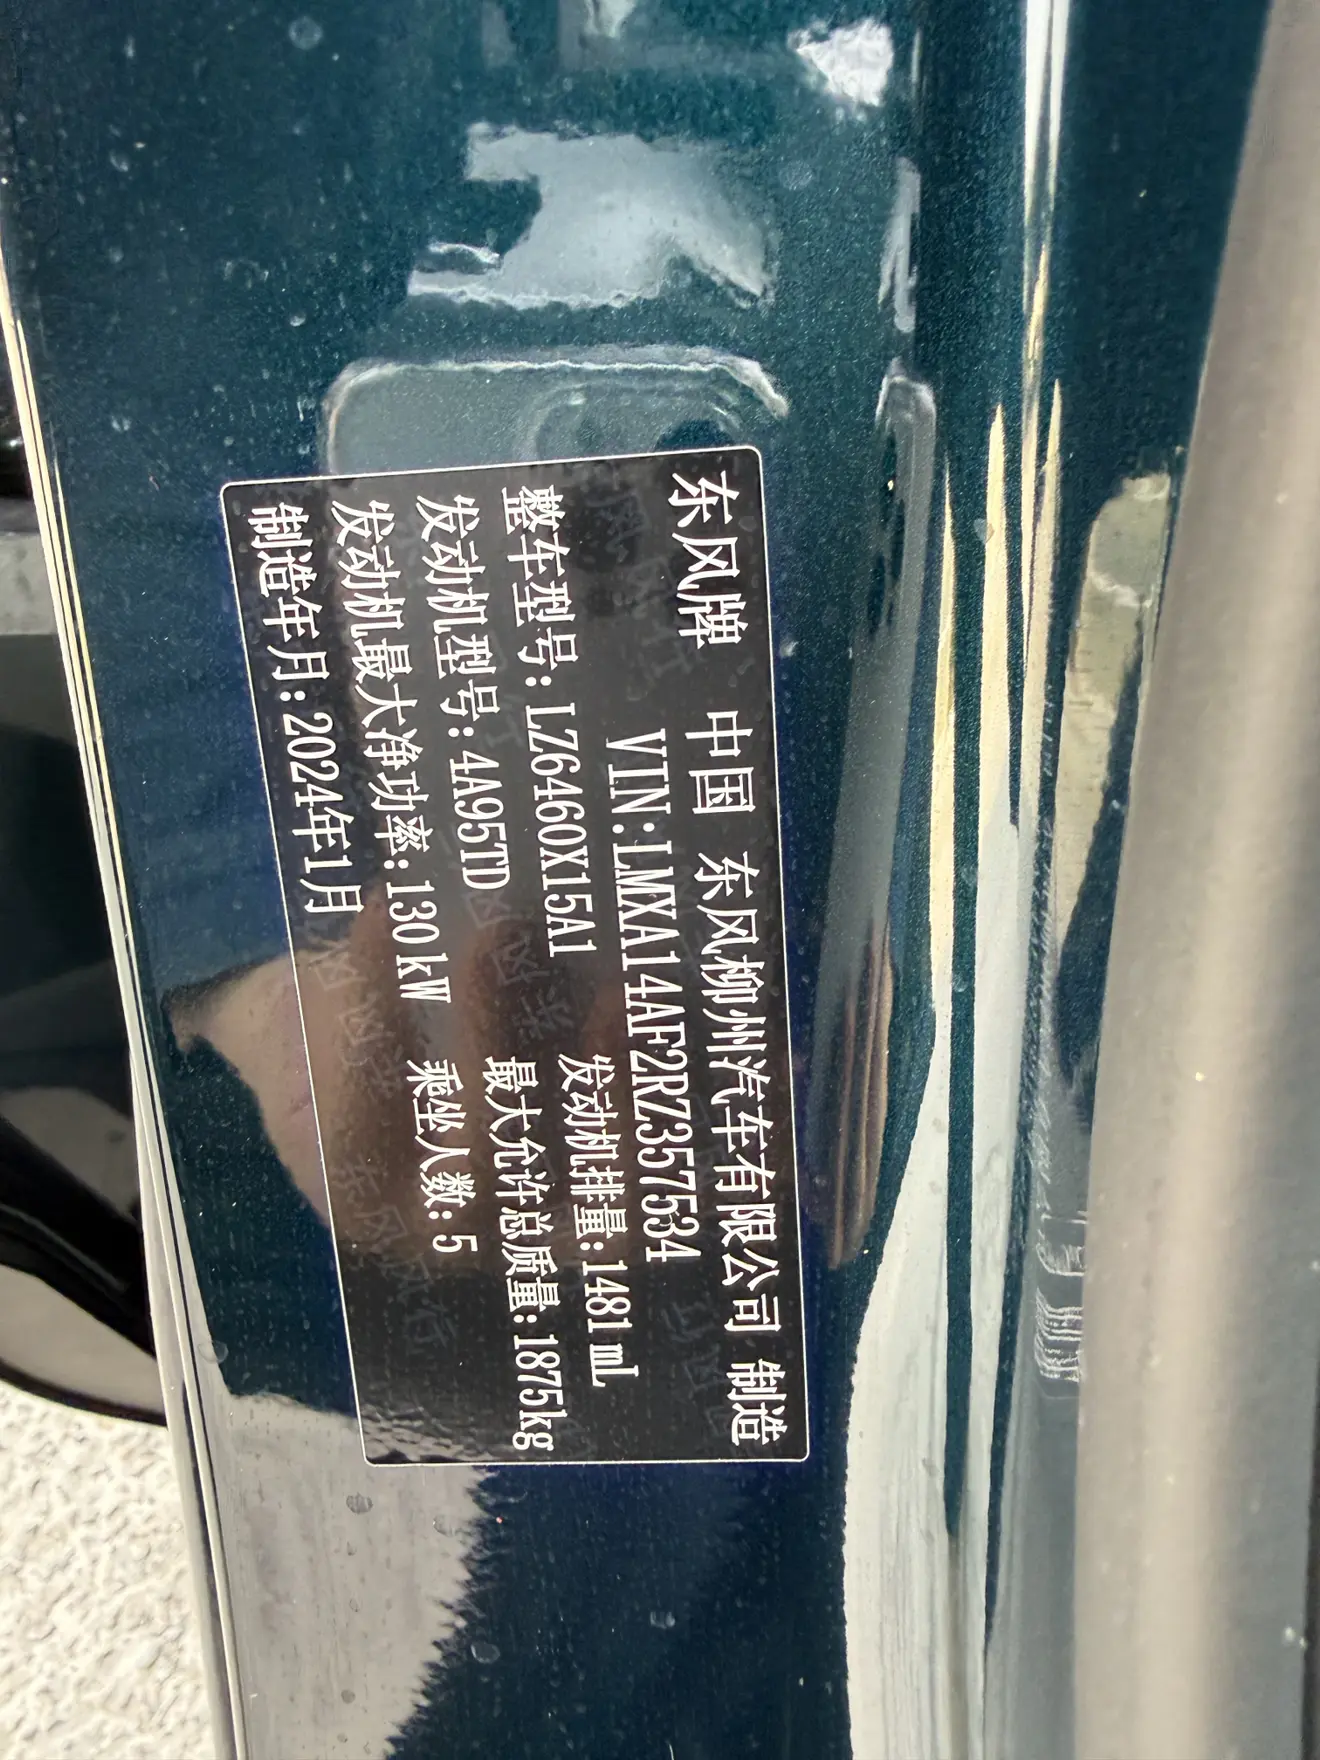 东风牌 中国 东风柳州汽车有限公司 制造
VIN:LMXA14AF2RZ357534
整车型号:LZ6460X15A1 发动机排量:1481 mL
发动机型号:4A95TD 最大允许总质量:1875kg
发动机最大净功率:130 kW 乘坐人数:5
制造年月:2024年1月